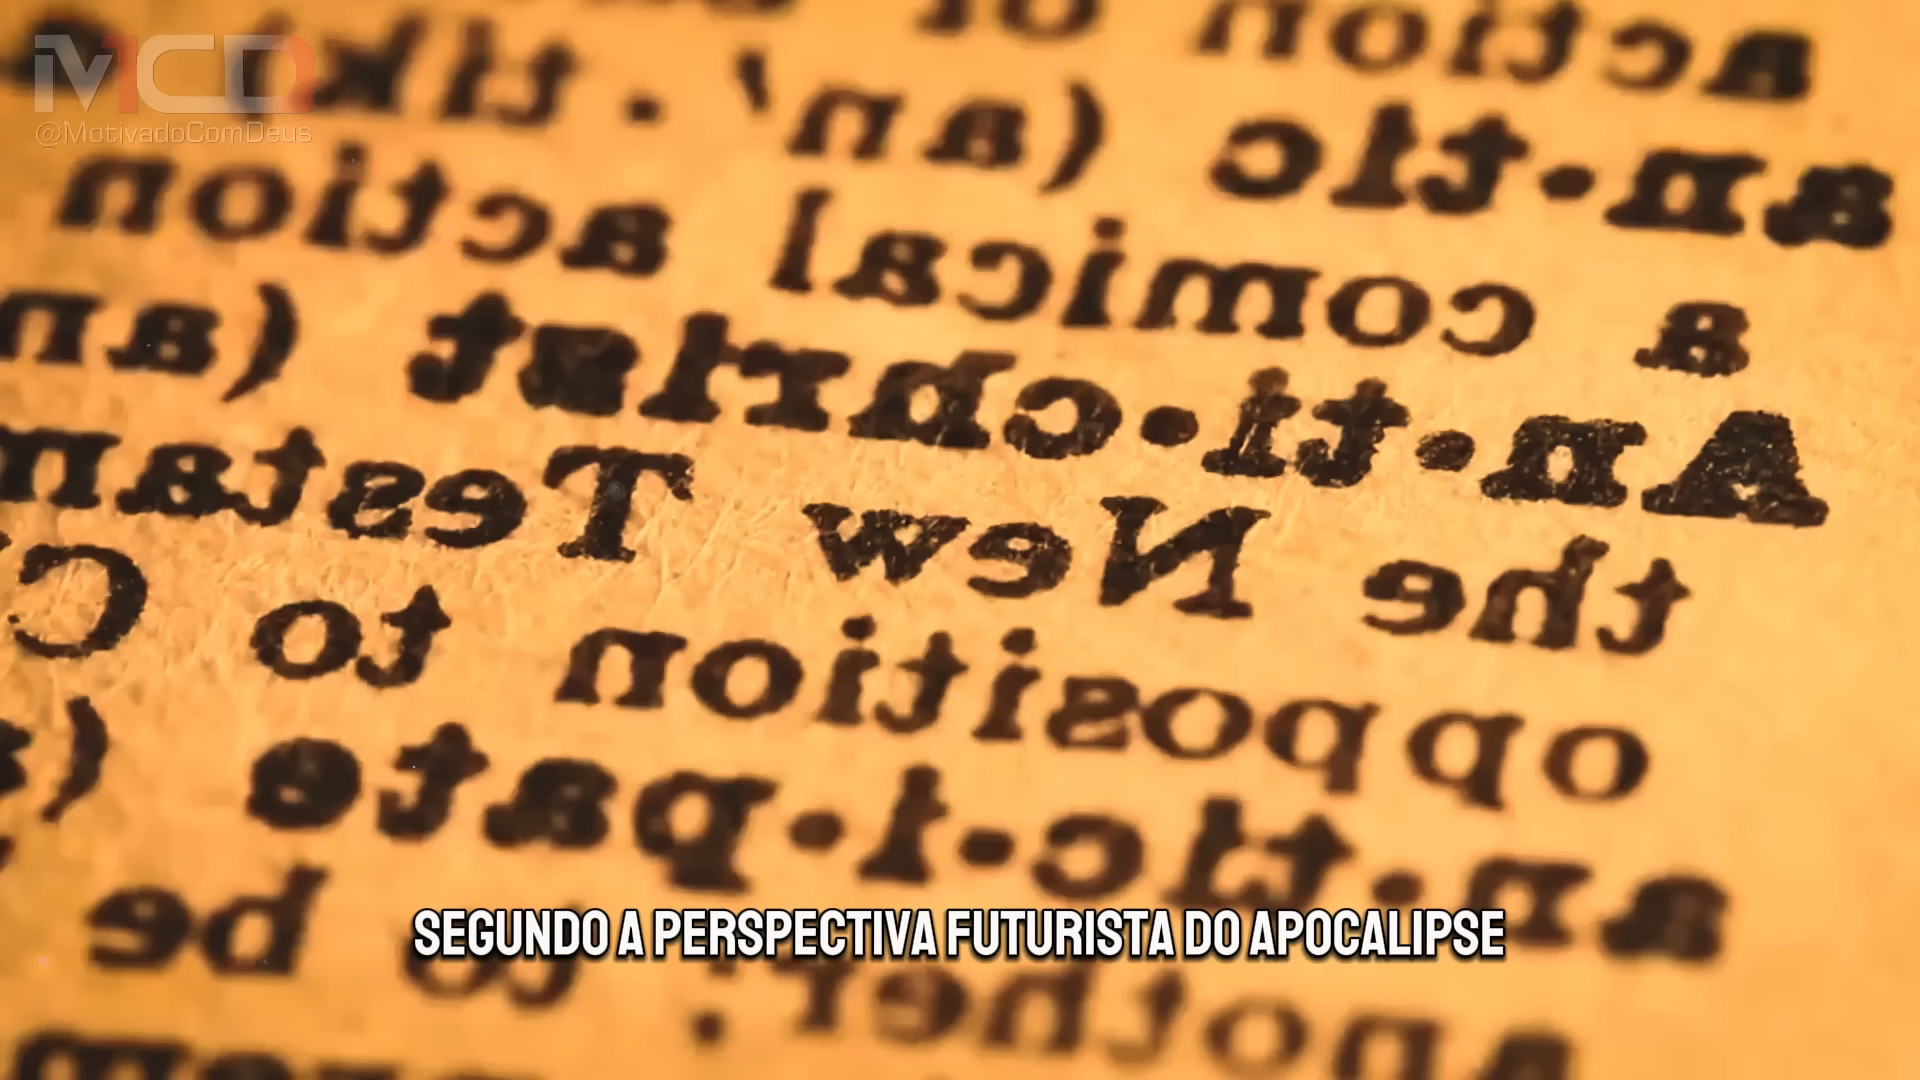 MCD
@MotivadoComDeus
action of
an·tic (an'·tik
a comical action
An·ti·christ (an
the New Testam
opposition to C
an·tic·i·pate (
another; to be
SEGUNDO A PERSPECTIVA FUTURISTA DO APOCALIPSE